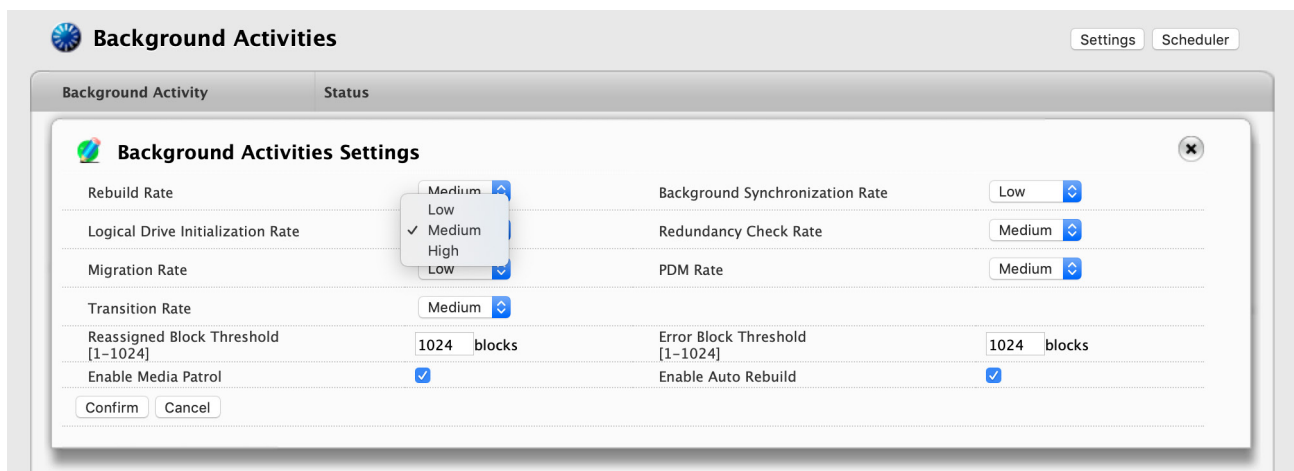 Background Activities
Settings Scheduler
Background Activity Status
Background Activities Settings
Rebuild Rate Medium Background Synchronization Rate Low
Low
Logical Drive Initialization Rate ✓ Medium Redundancy Check Rate Medium
High
Migration Rate Low PDM Rate Medium
Transition Rate Medium
Reassigned Block Threshold 1024 blocks Error Block Threshold 1024 blocks
[1-1024] [1-1024]
Enable Media Patrol Enable Auto Rebuild
Confirm Cancel